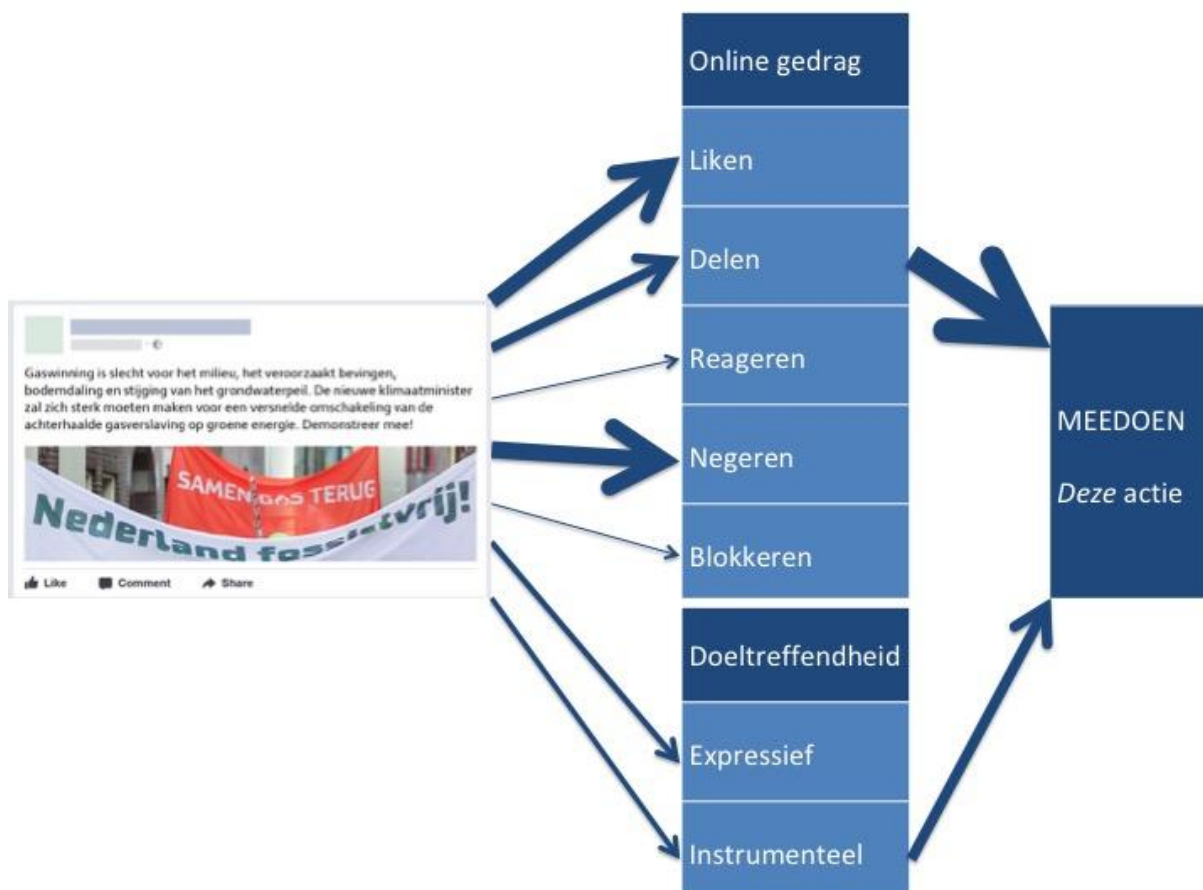 Online gedrag
Liken
Delen
Reageren
Negeren
Blokkeren
Doeltreffendheid
Expressief
Instrumenteel
Gaswinning is slecht voor het milieu, het veroorzaakt bevingen,
bodemdaling en stijging van het grondwaterpeil. De nieuwe klimaatminister
zal zich sterk moeten maken voor een versnelde omschakeling van de
achterhaalde gasverslaving op groene energie. Demonstreer mee!
SAMEN GAS TERUG
Nederland fossielvrij!
Like Comment Share
MEEDOEN
Deze actie